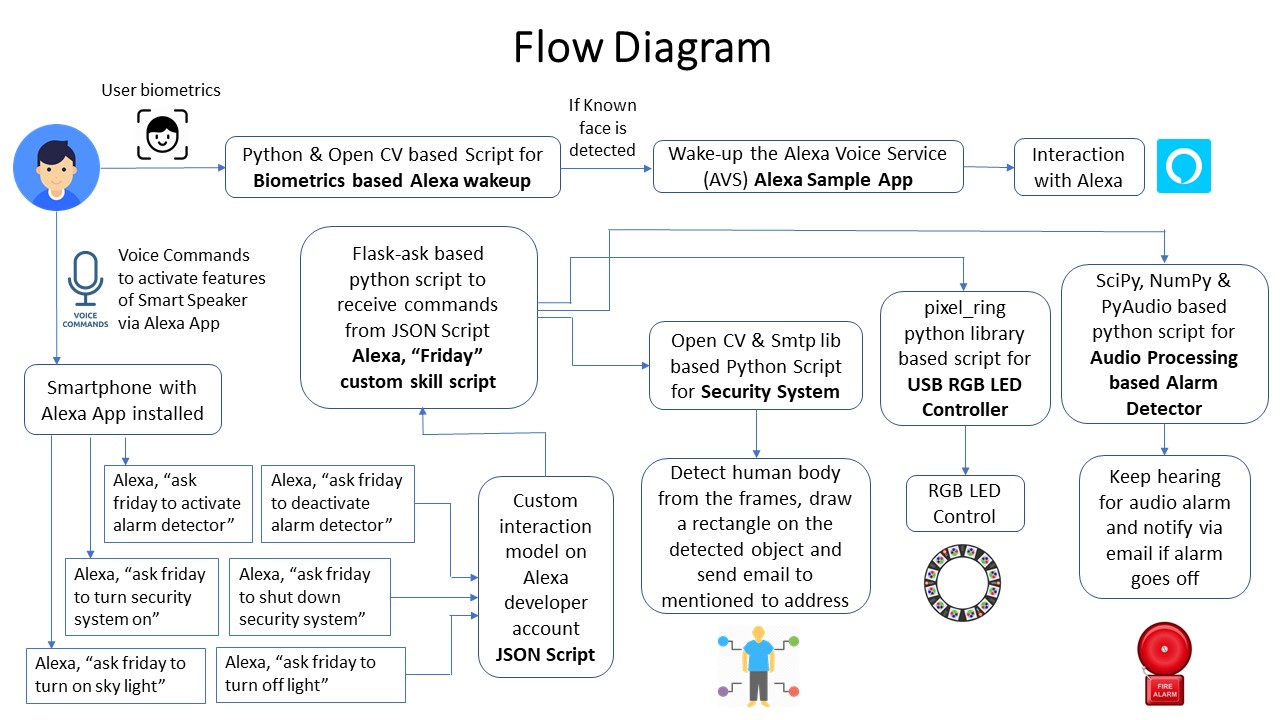 Flow Diagram
User biometrics
Python & Open CV based Script for
Biometrics based Alexa wakeup
If Known
face is
detected
Wake-up the Alexa Voice Service
(AVS) Alexa Sample App
Interaction
with Alexa
VOICE
COMMANDS
Voice Commands
to activate features
of Smart Speaker
via Alexa App
Smartphone with
Alexa App installed
Flask-ask based
python script to
receive commands
from JSON Script
Alexa, “Friday”
custom skill script
Open CV & Smtp lib
based Python Script
for Security System
pixel_ring
python library
based script for
USB RGB LED
Controller
SciPy, NumPy &
PyAudio based
python script for
Audio Processing
based Alarm
Detector
Alexa, “ask
friday to activate
alarm detector”
Alexa, “ask friday
to deactivate
alarm detector”
Alexa, “ask friday
to turn security
system on”
Alexa, “ask friday
to shut down
security system”
Alexa, “ask friday to
turn on sky light”
Alexa, “ask friday to
turn off light”
Custom
interaction
model on
Alexa
developer
account
JSON Script
Detect human body
from the frames, draw
a rectangle on the
detected object and
send email to
mentioned to address
RGB LED
Control
Keep hearing
for audio alarm
and notify via
email if alarm
goes off
FIRE
ALARM